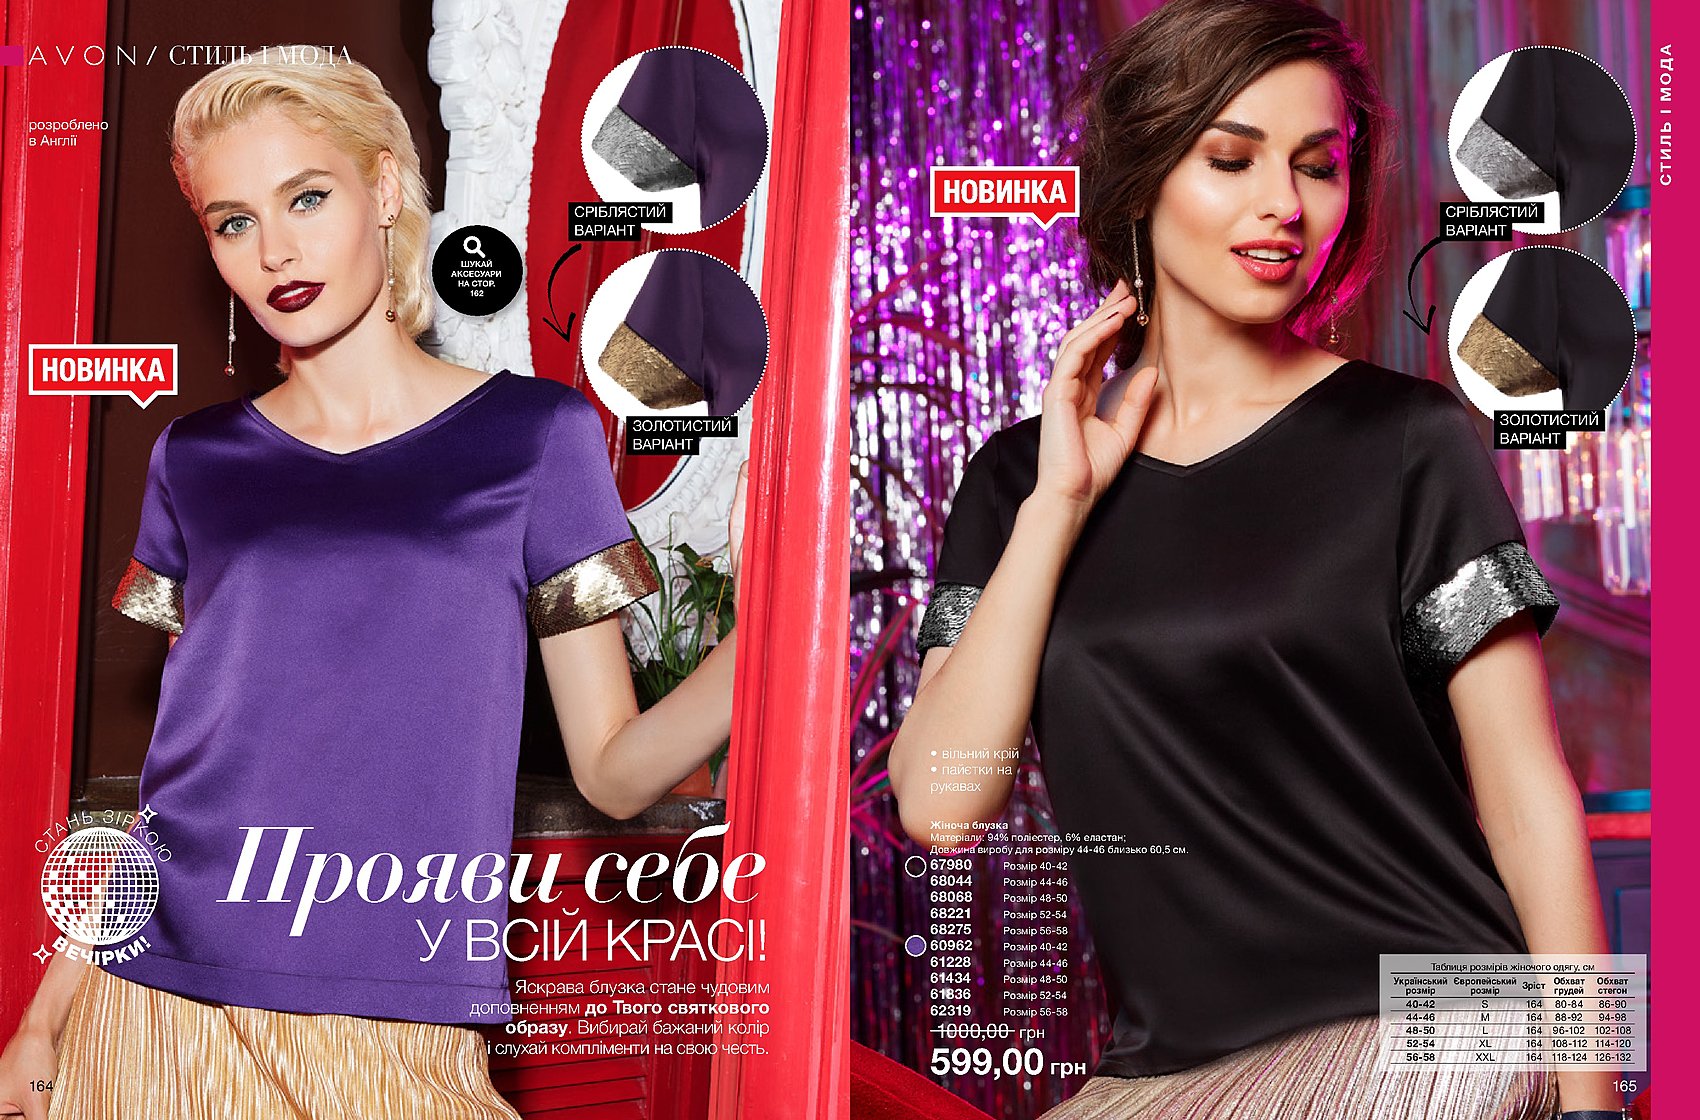 AVON / СТИЛЬ І МОДА
розроблено
в Англії
НОВИНКА
ШУКАЙ
АКСЕСУАРИ
НА СТОР.
162
СРІБЛЯСТИЙ
ВАРІАНТ
ЗОЛОТИСТИЙ
ВАРІАНТ
СТАНЬ ЗІРКОЮ
ВЕЧІРКИ!
Прояви себе
У ВСІЙ КРАСІ!
Яскрава блузка стане чудовим
доповненням до Твого святкового
образу. Вибирай бажаний колір
і слухай компліменти на свою честь.
164
НОВИНКА
СРІБЛЯСТИЙ
ВАРІАНТ
ЗОЛОТИСТИЙ
ВАРІАНТ
СТИЛЬ І МОДА
• вільний крій
• паєтки на
рукавах
Жіноча блузка
Матеріали: 94% поліестер, 6% еластан;
Довжина виробу для розміру 44-46 близько 60,5 см.
67980 Розмір 40-42
68044 Розмір 44-46
68068 Розмір 48-50
68221 Розмір 52-54
68275 Розмір 56-58
60962 Розмір 40-42
61228 Розмір 44-46
61434 Розмір 48-50
61836 Розмір 52-54
62319 Розмір 56-58
1000,00 грн
599,00 грн
Таблиця розмірів жіночого одягу, см
Український розмір Європейський розмір Зріст Обхват грудей Обхват стегон
40-42 S 164 80-84 86-90
44-46 M 164 88-92 94-98
48-50 L 164 96-102 102-108
52-54 XL 164 108-112 114-120
56-58 XXL 164 118-124 126-132
165